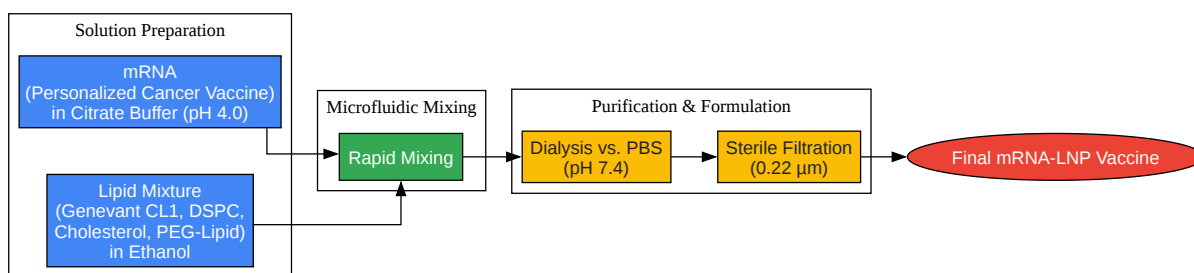 Solution Preparation
mRNA
(Personalized Cancer Vaccine)
in Citrate Buffer (pH 4.0)
Lipid Mixture
(Genevant CL1, DSPC,
Cholesterol, PEG-Lipid)
in Ethanol
Microfluidic Mixing
Rapid Mixing
Purification & Formulation
Dialysis vs. PBS
(pH 7.4)
Sterile Filtration
(0.22 µm)
Final mRNA-LNP Vaccine